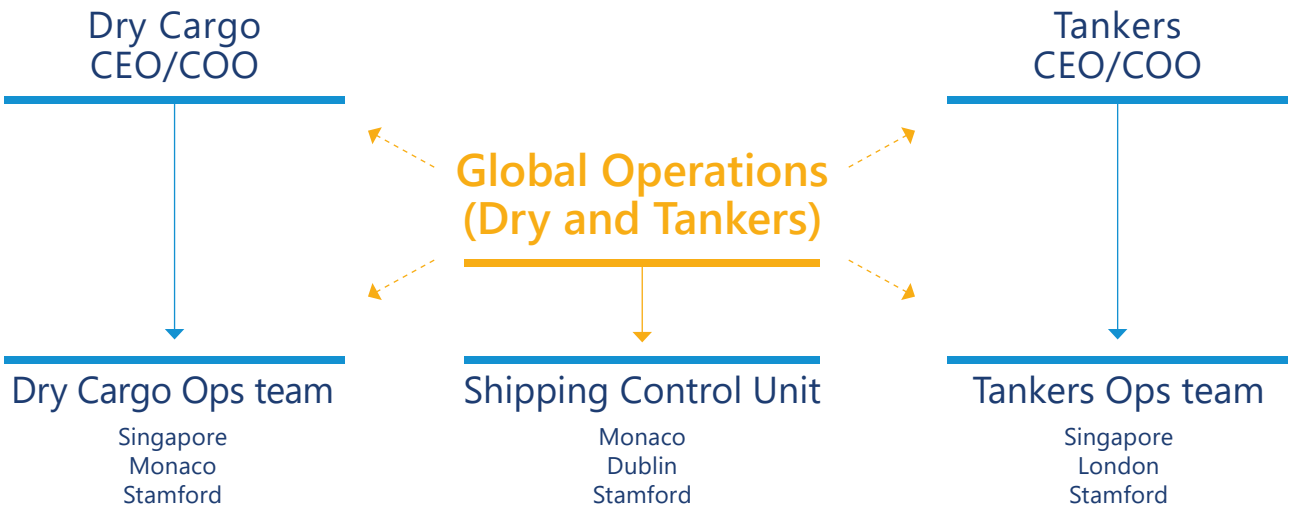 Dry Cargo
CEO/COO
Tankers
CEO/COO
Global Operations
(Dry and Tankers)
Dry Cargo Ops team
Singapore
Monaco
Stamford
Shipping Control Unit
Monaco
Dublin
Stamford
Tankers Ops team
Singapore
London
Stamford